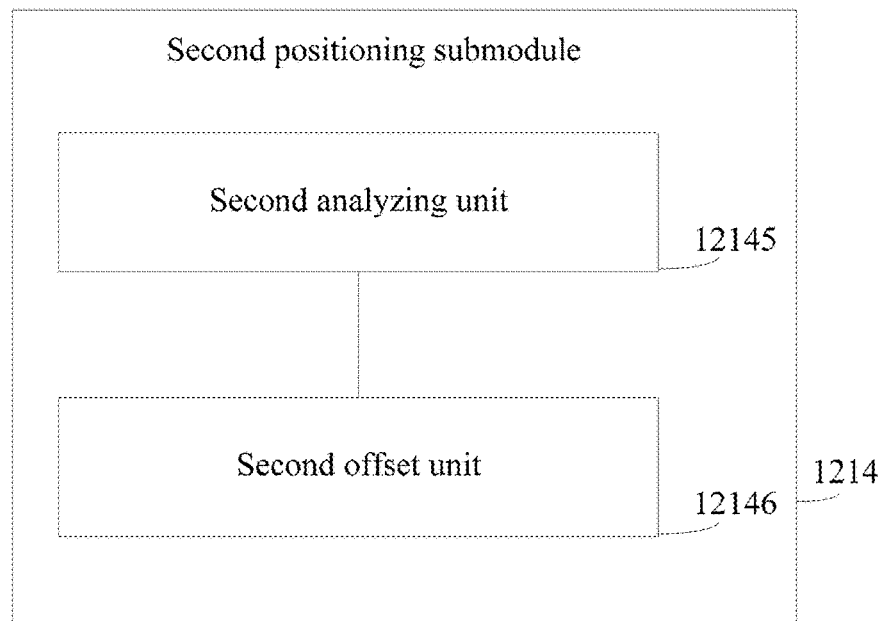 Second positioning submodule
Second analyzing unit
12145
Second offset unit
1214
12146